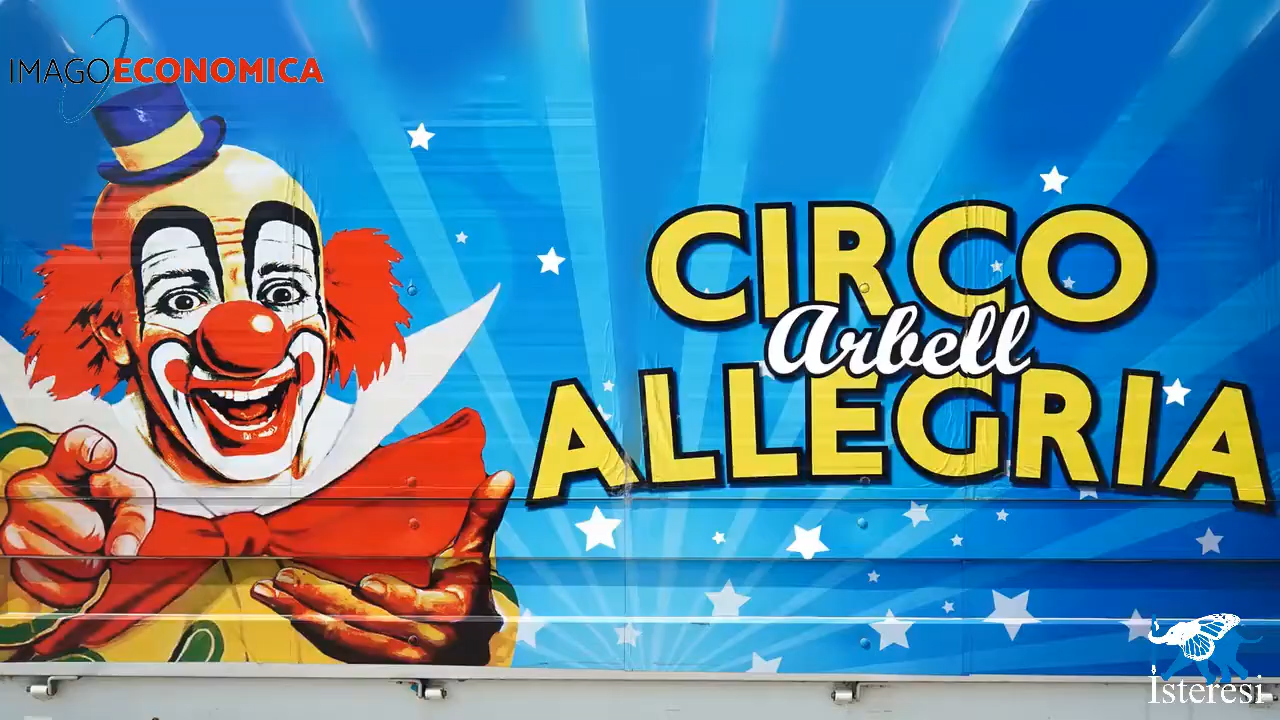 IMAGOECONOMICA
CIRCO
Arbell
ALLEGRIA
Isteresi